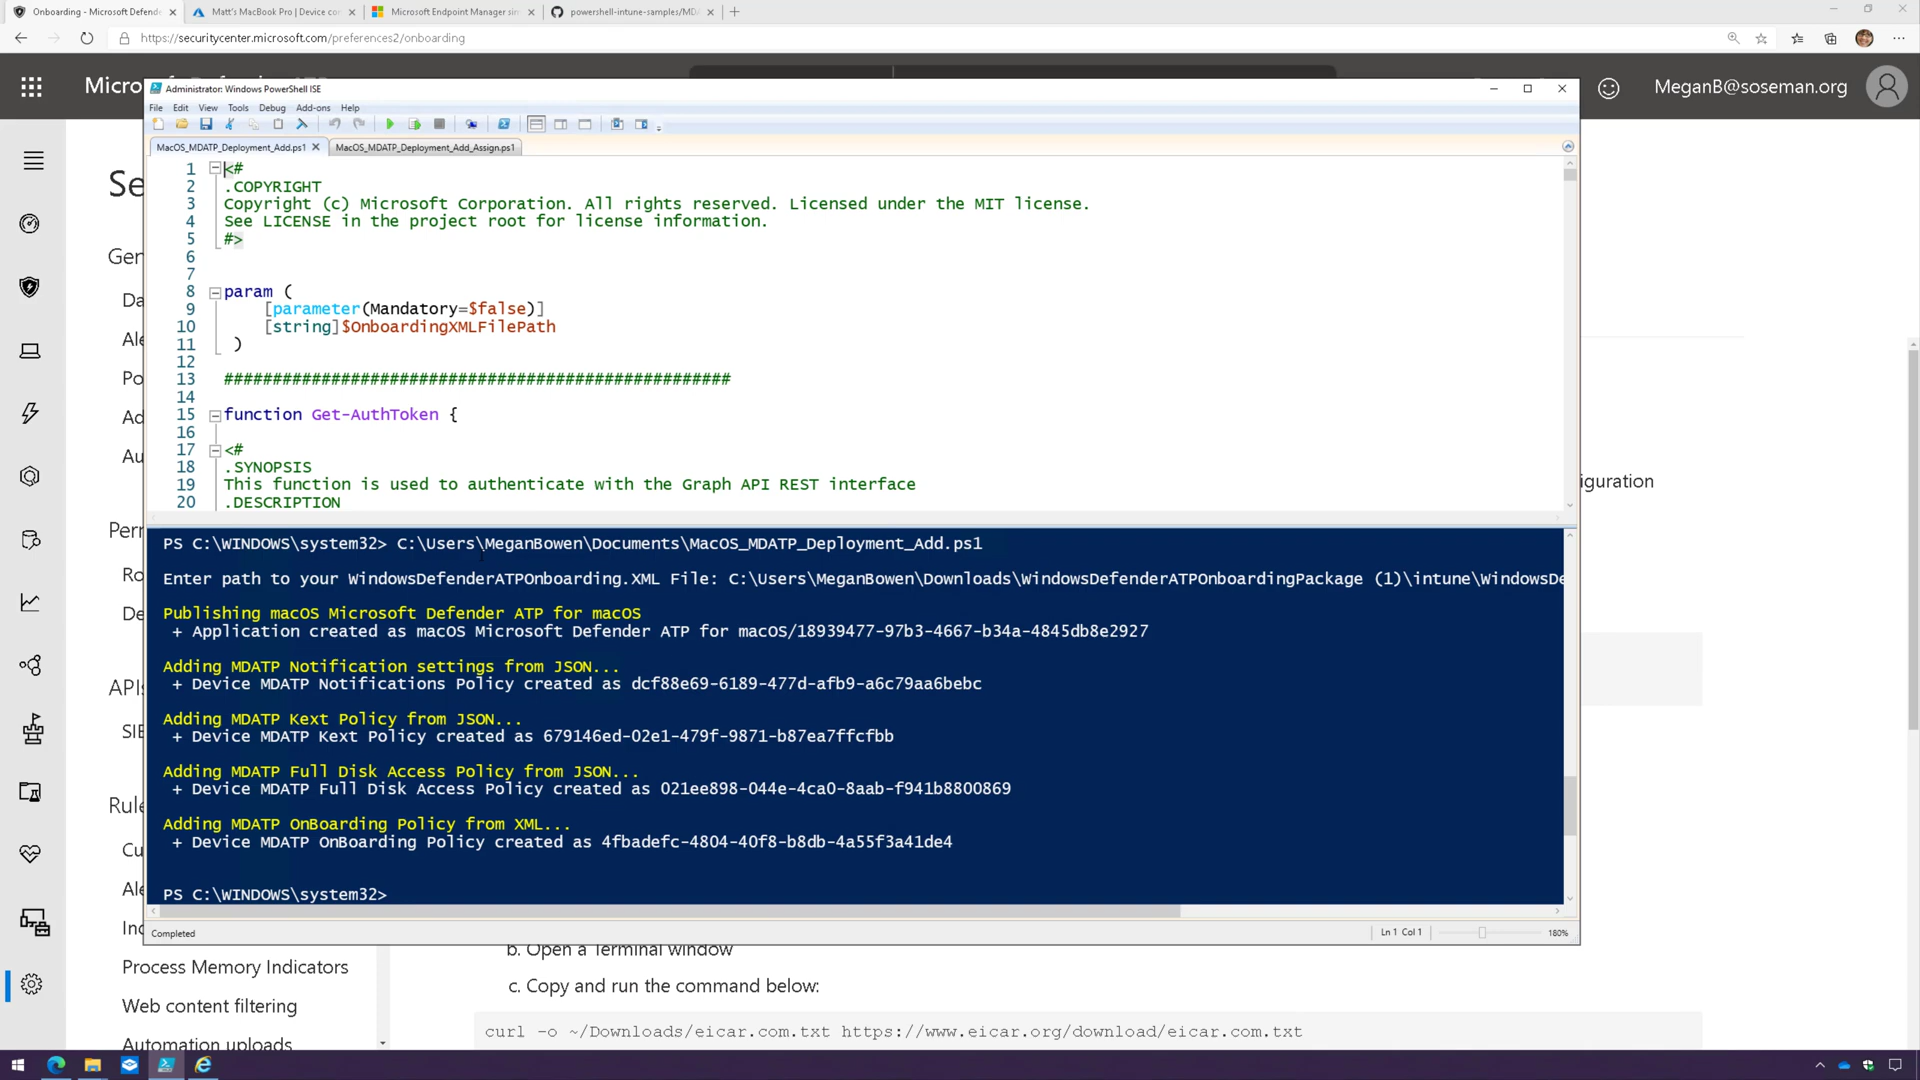 Onboarding - Microsoft Defende
Matt's MacBook Pro | Device co
Microsoft Endpoint Manager si
powershell-intune-samples/MD
https://securitycenter.microsoft.com/preferences2/onboarding
MeganB@soseman.org
Administrator: Windows PowerShell ISE
File Edit View Tools Debug Add-ons Help
MacOS_MDATP_Deployment_Add.ps1
MacOS_MDATP_Deployment_Add_Assign.ps1
1 <#
2 .COPYRIGHT
3 Copyright (c) Microsoft Corporation. All rights reserved. Licensed under the MIT license.
4 See LICENSE in the project root for license information.
5 #>
6
7
8 param (
9 [parameter(Mandatory=$false)]
10 [string]$OnboardingXMLFilePath
11 )
12
13 ####################################################
14
15 function Get-AuthToken {
16
17 <#
18 .SYNOPSIS
19 This function is used to authenticate with the Graph API REST interface
20 .DESCRIPTION
PS C:\WINDOWS\system32> C:\Users\MeganBowen\Documents\MacOS_MDATP_Deployment_Add.ps1
Enter path to your WindowsDefenderATPOnboarding.XML File: C:\Users\MeganBowen\Downloads\WindowsDefenderATPOnboardingPackage (1)\intune\WindowsDe
Publishing macOS Microsoft Defender ATP for macOS
+ Application created as macOS Microsoft Defender ATP for macOS/18939477-97b3-4667-b34a-4845db8e2927
Adding MDATP Notification settings from JSON...
+ Device MDATP Notifications Policy created as dcf88e69-6189-477d-afb9-a6c79aa6bebc
Adding MDATP Kext Policy from JSON...
+ Device MDATP Kext Policy created as 679146ed-02e1-479f-9871-b87ea7ffcfbb
Adding MDATP Full Disk Access Policy from JSON...
+ Device MDATP Full Disk Access Policy created as 021ee898-044e-4ca0-8aab-f941b8800869
Adding MDATP OnBoarding Policy from XML...
+ Device MDATP OnBoarding Policy created as 4fbadefc-4804-40f8-b8db-4a55f3a41de4
PS C:\WINDOWS\system32>
Completed
Ln 1 Col 1
180%
iguration
b. Open a Terminal window
Process Memory Indicators
c. Copy and run the command below:
Web content filtering
curl -o ~/Downloads/eicar.com.txt https://www.eicar.org/download/eicar.com.txt
Automation uploads